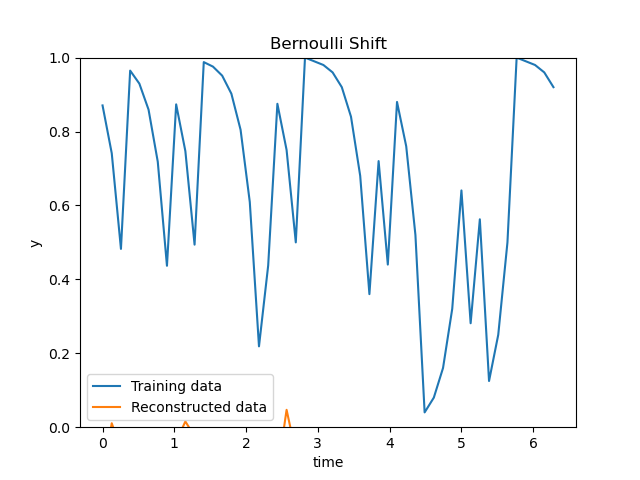 Bernoulli Shift
y
1.0
0.8
0.6
0.4
0.2
0.0
Training data
Reconstructed data
0 1 2 3 4 5 6
time